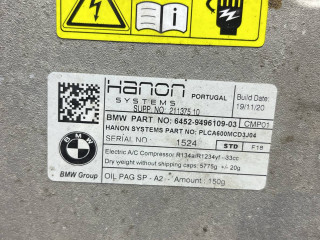 Hanon
SYSTEMS
PORTUGAL
Build Date:
19/11/20
SUPP. NO: 211375 10
BMW PART NO: 6452-9496109-03
CMP01
HANON SYSTEMS PART NO: PLCA600MCD3J04
SERIAL NO:
1524
STD
F18
Electric A/C Compressor R134a/R1234yf -33cc
Dry weight without shipping caps: 5775g +/- 20g
BMW
BMW Group
OIL PAG SP - A2 - Amount: 150g